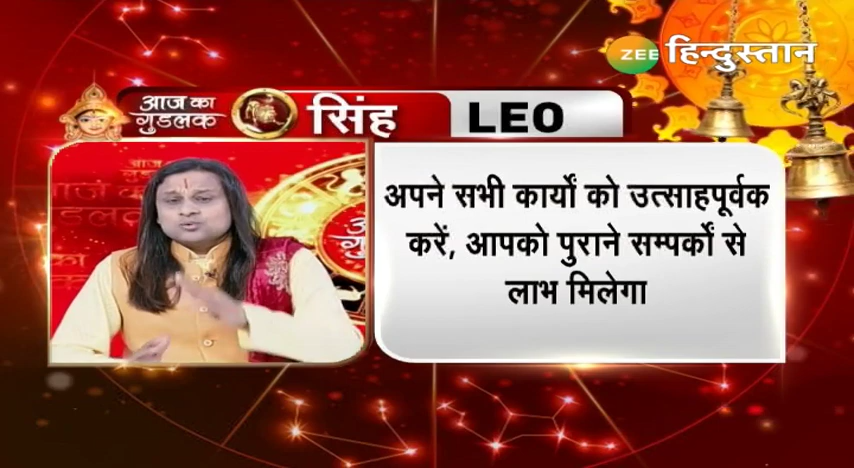 ZEE हिन्दुस्तान
आज का
गुडलक
सिंह
LEO
अपने सभी कार्यों को उत्साहपूर्वक
करें, आपको पुराने सम्पर्कों से
लाभ मिलेगा